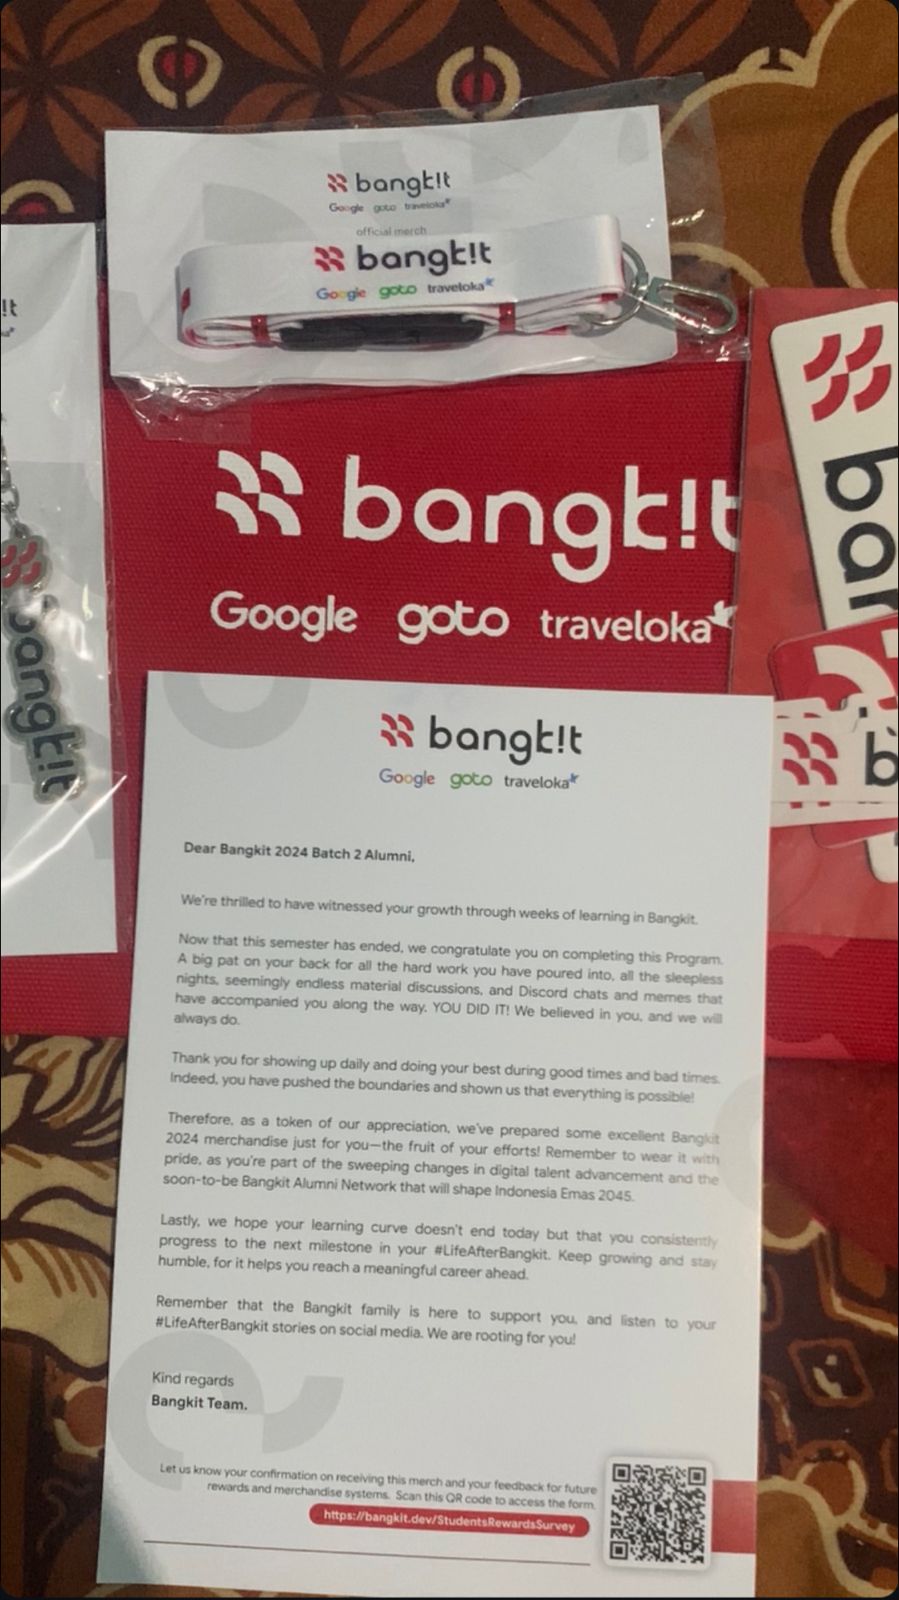 bangk!t
Google goto traveloka
official merch
bangk!t
Google goto traveloka
!t
bangk!t
Google goto traveloka
bangk!t
bangk!t
Google goto traveloka
Dear Bangkit 2024 Batch 2 Alumni,
We're thrilled to have witnessed your growth through weeks of learning in Bangkit.
Now that this semester has ended, we congratulate you on completing this Program.
A big pat on your back for all the hard work you have poured into, all the sleepless
nights, seemingly endless material discussions, and Discord chats and memes that
have accompanied you along the way. YOU DID IT! We believed in you, and we will
always do.
Thank you for showing up daily and doing your best during good times and bad times.
Indeed, you have pushed the boundaries and shown us that everything is possible!
Therefore, as a token of our appreciation, we've prepared some excellent Bangkit
2024 merchandise just for you—the fruit of your efforts! Remember to wear it with
pride, as you're part of the sweeping changes in digital talent advancement and the
soon-to-be Bangkit Alumni Network that will shape Indonesia Emas 2045.
Lastly, we hope your learning curve doesn't end today but that you consistently
progress to the next milestone in your #LifeAfterBangkit. Keep growing and stay
humble, for it helps you reach a meaningful career ahead.
Remember that the Bangkit family is here to support you, and listen to your
#LifeAfterBangkit stories on social media. We are rooting for you!
Kind regards
Bangkit Team.
Let us know your confirmation on receiving this merch and your feedback for future
rewards and merchandise systems. Scan this QR code to access the form.
https://bangkit.dev/StudentsRewardsSurvey
ban
b